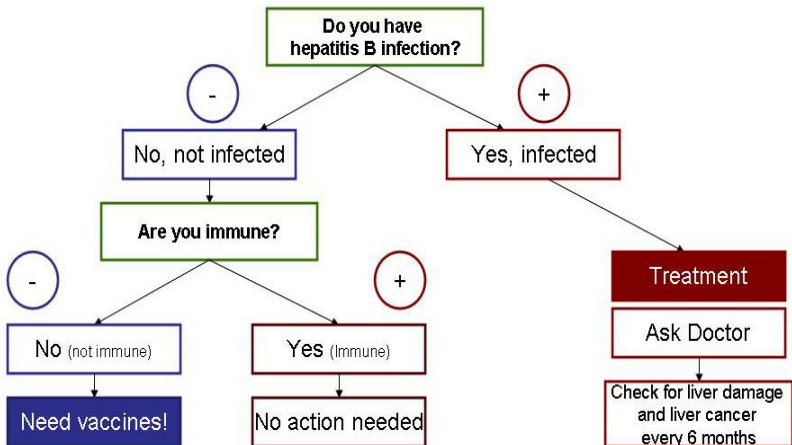 Do you have
hepatitis B infection?
-
+
No, not infected
Yes, infected
Are you immune?
-
+
Treatment
No (not immune)
Yes (Immune)
Ask Doctor
Need vaccines!
No action needed
Check for liver damage
and liver cancer
every 6 months